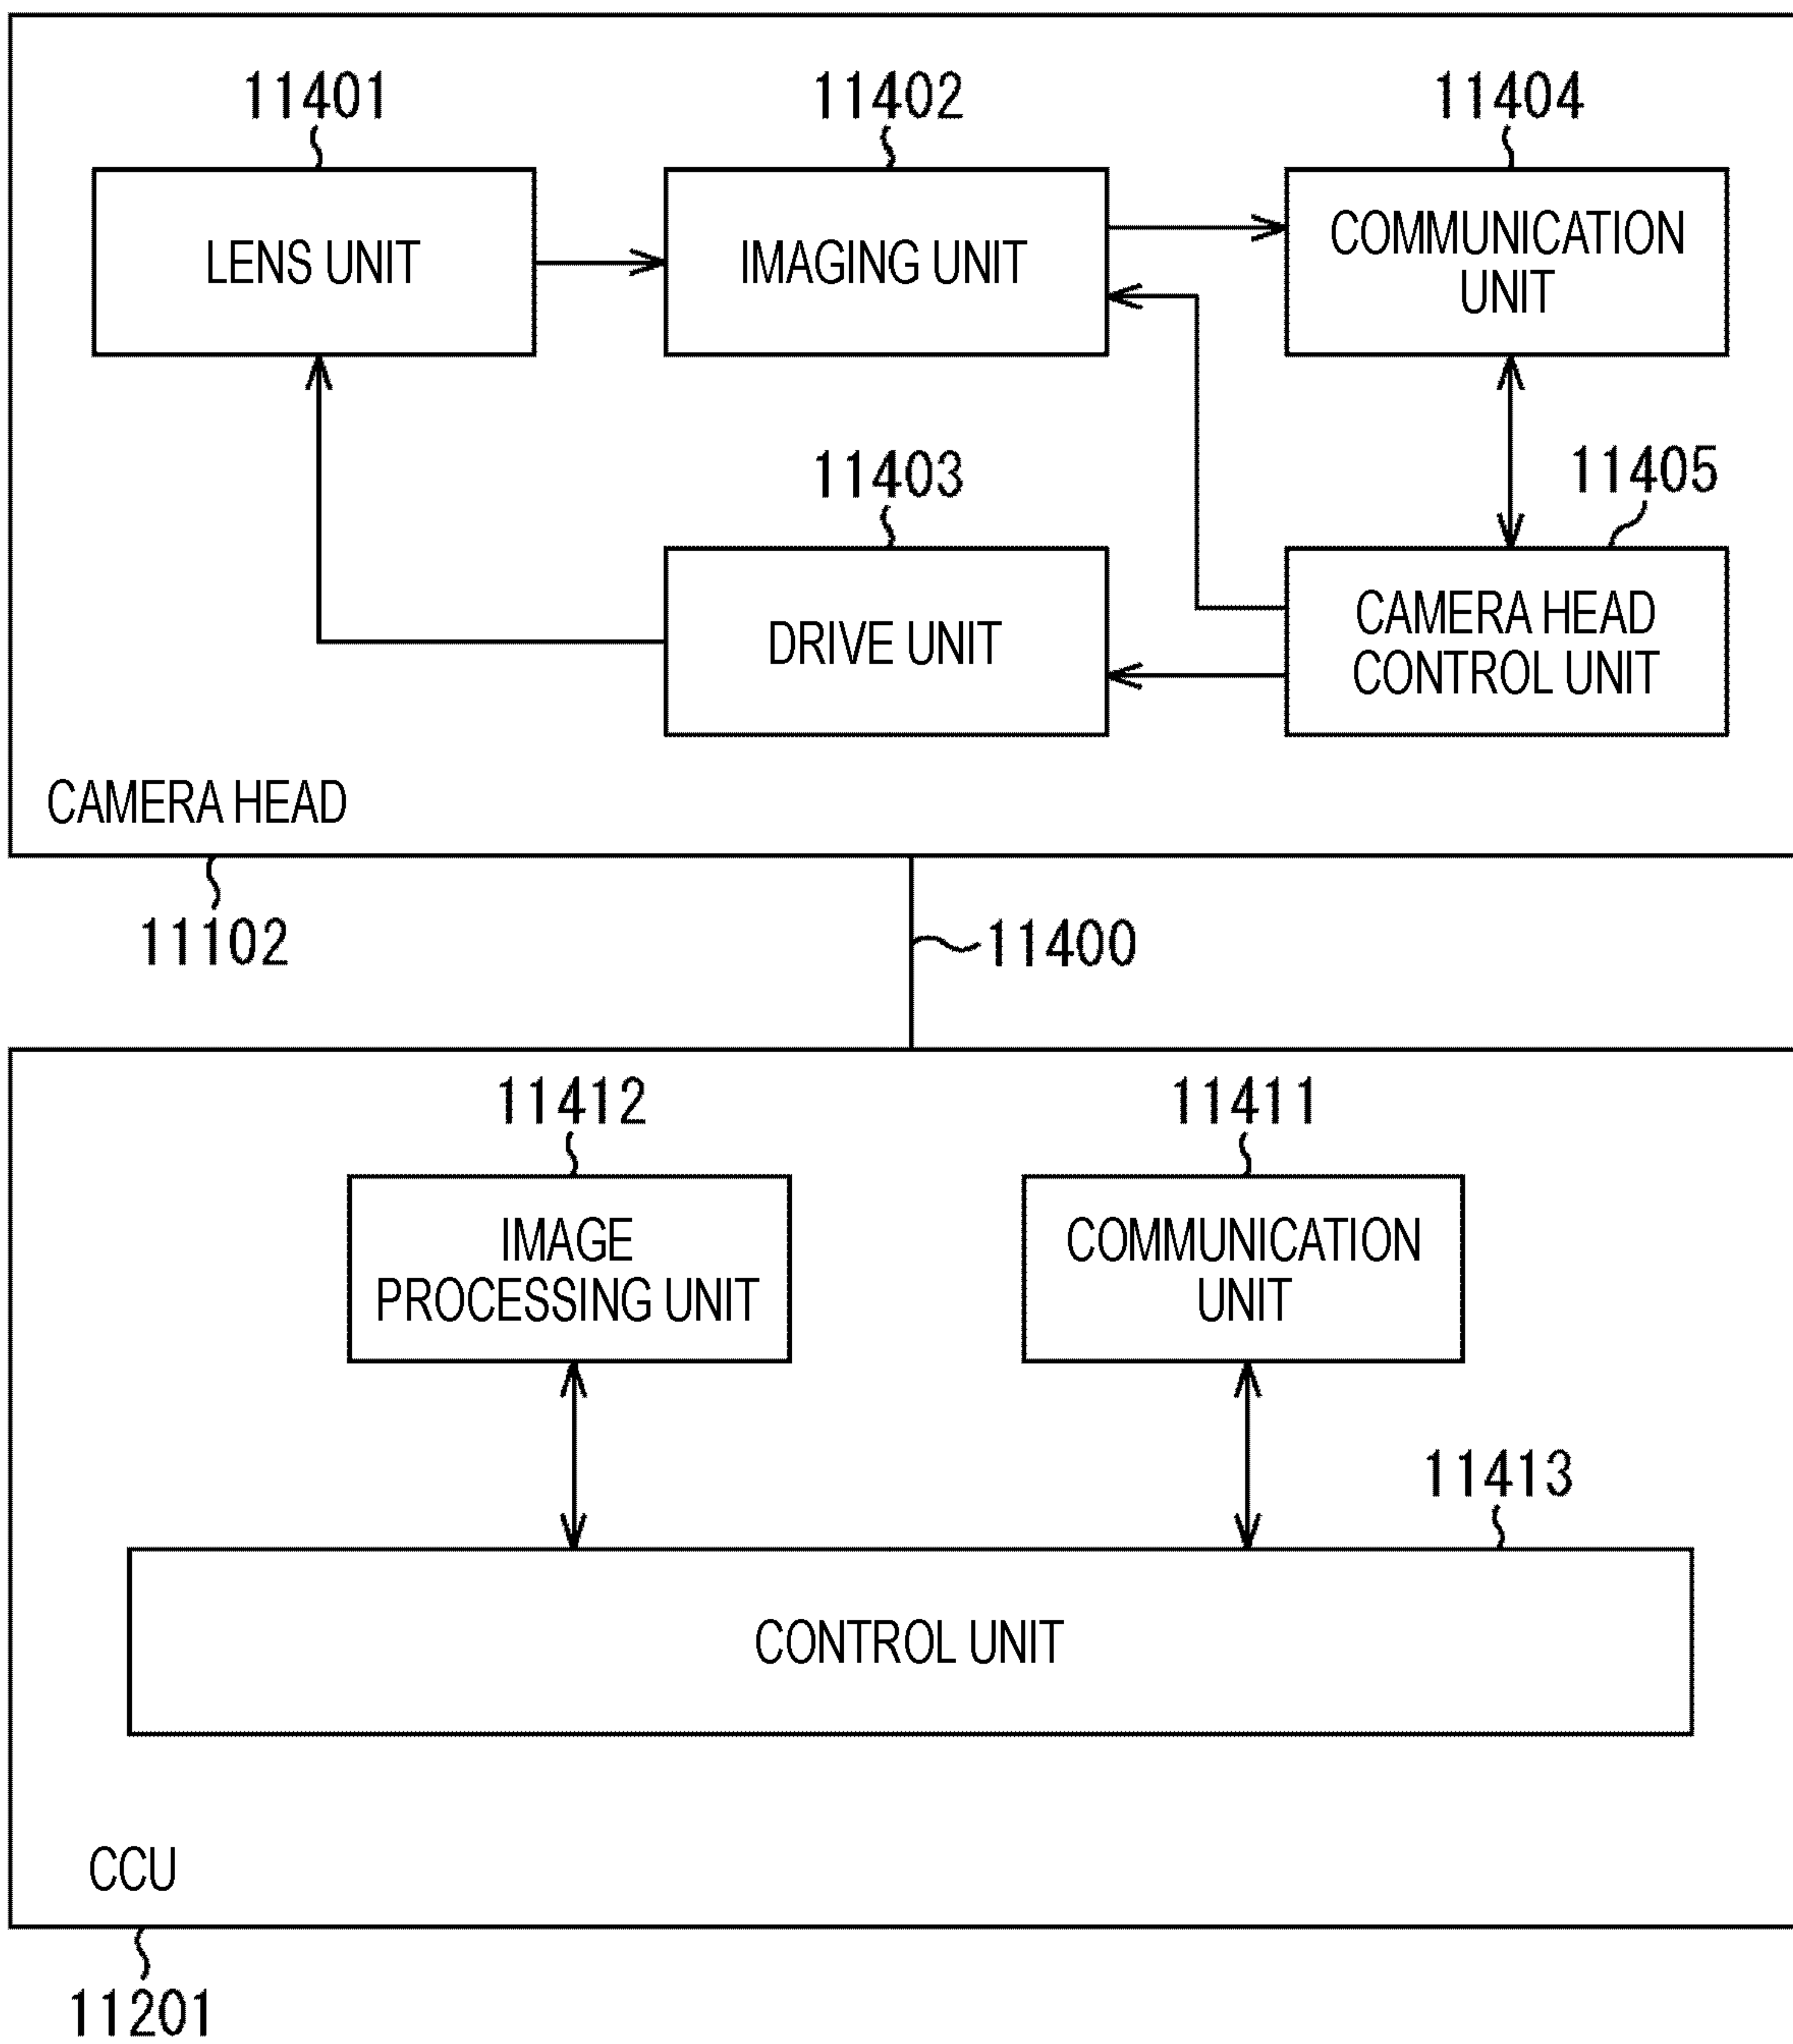 11401
11402
11404
LENS UNIT
IMAGING UNIT
COMMUNICATION
UNIT
11403
11405
DRIVE UNIT
CAMERA HEAD
CONTROL UNIT
CAMERA HEAD
11102
11400
11412
11411
IMAGE
PROCESSING UNIT
COMMUNICATION
UNIT
11413
CONTROL UNIT
CCU
11201